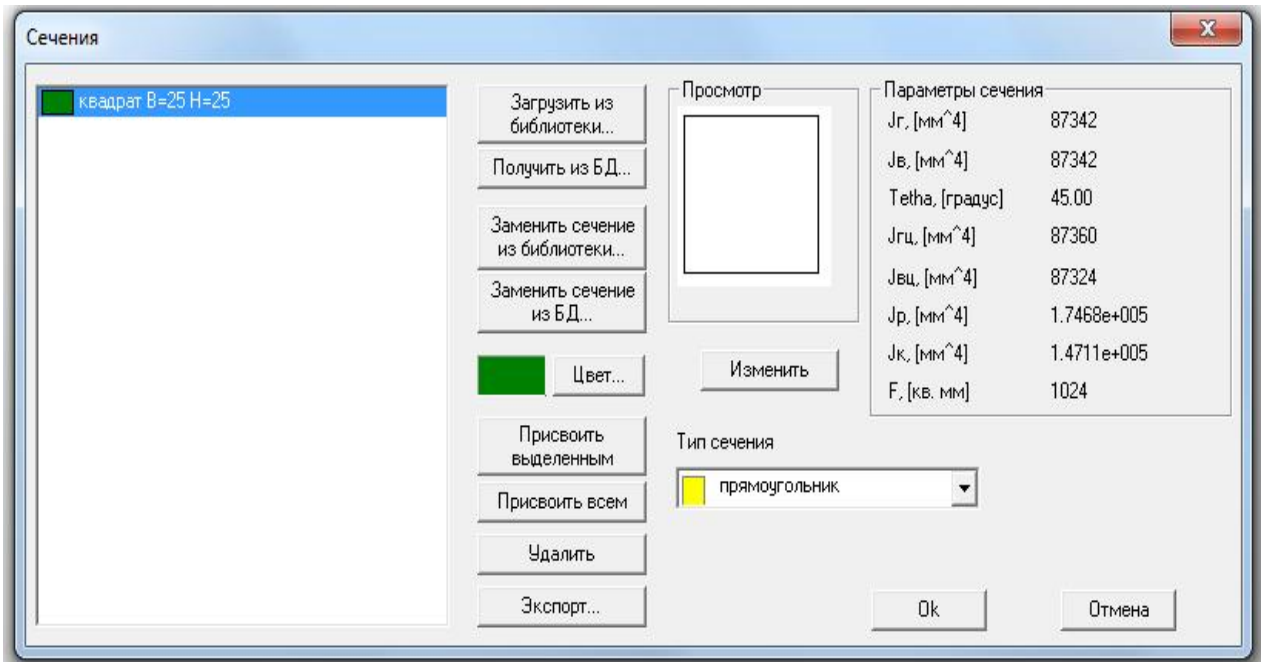 Сечения
квадрат B=25 H=25
Загрузить из
библиотеки...
Получить из БД...
Заменить сечение
из библиотеки...
Заменить сечение
из БД...
Цвет...
Присвоить
выделенным
Присвоить всем
Удалить
Экспорт...
Просмотр
Изменить
Тип сечения
прямоугольник
Параметры сечения
Jг, [мм^4] 87342
Jв, [мм^4] 87342
Tetha, [градус] 45.00
Jгц, [мм^4] 87360
Jвц, [мм^4] 87324
Jр, [мм^4] 1.7468e+005
Jк, [мм^4] 1.4711e+005
F, [кв. мм] 1024
Ok
Отмена